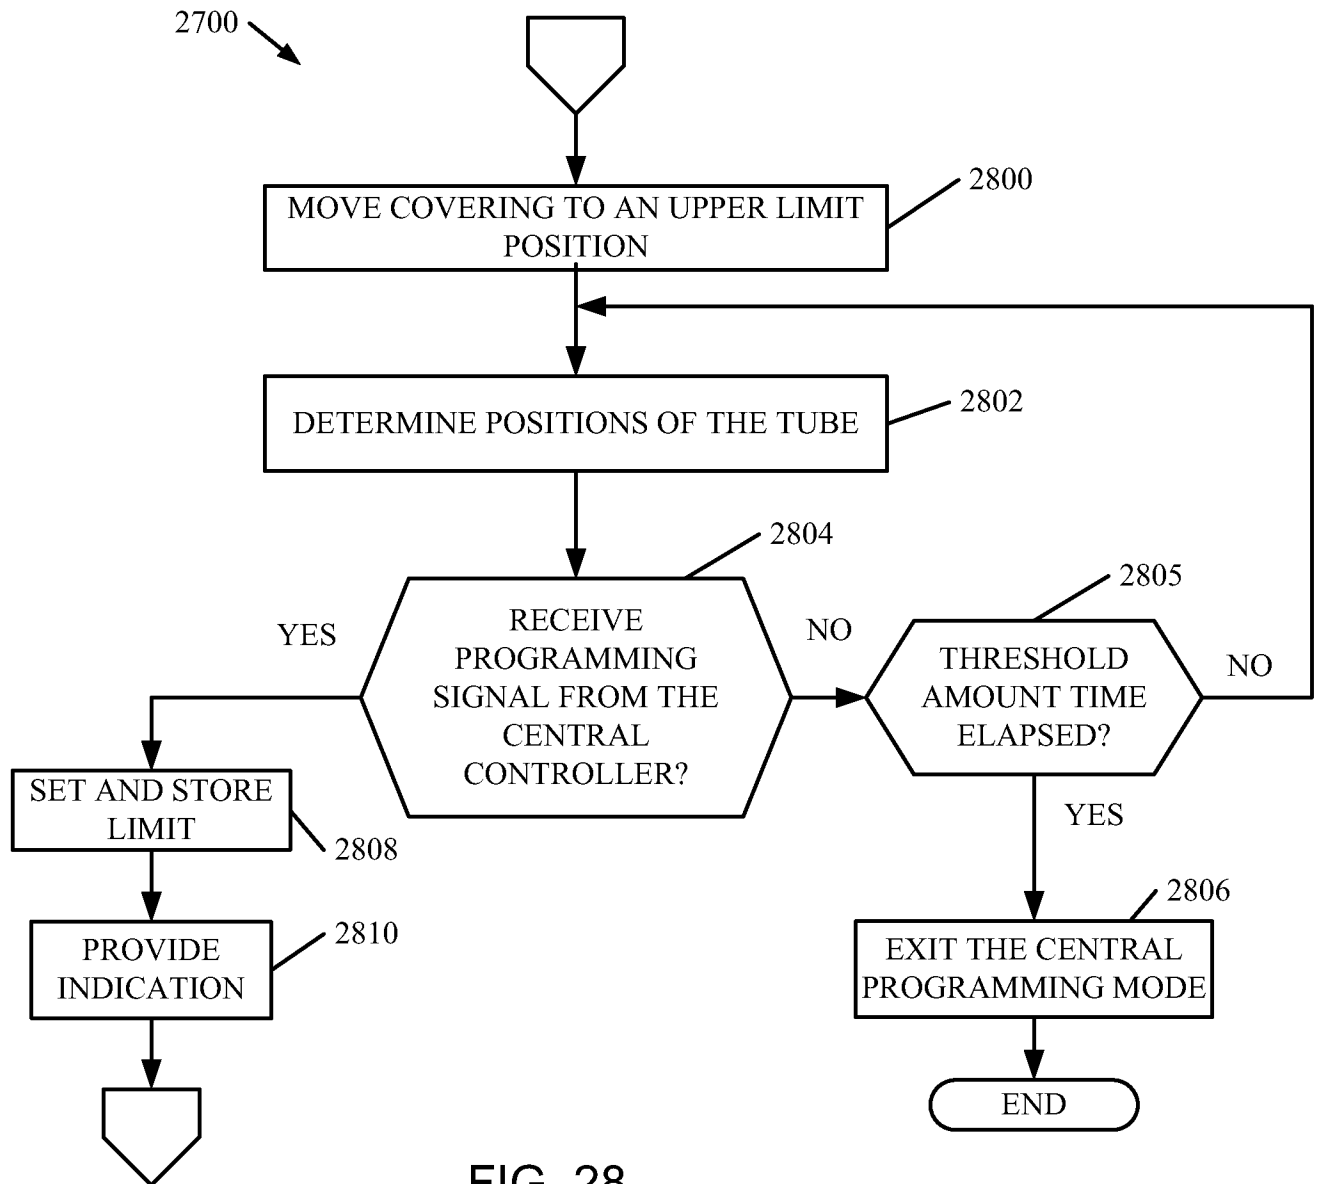 2700
MOVE COVERING TO AN UPPER LIMIT
POSITION
2800
DETERMINE POSITIONS OF THE TUBE
2802
2804
RECEIVE
PROGRAMMING
SIGNAL FROM THE
CENTRAL
CONTROLLER?
YES
NO
2805
THRESHOLD
AMOUNT TIME
ELAPSED?
NO
YES
SET AND STORE
LIMIT
2808
PROVIDE
INDICATION
2810
2806
EXIT THE CENTRAL
PROGRAMMING MODE
END
FIG. 28